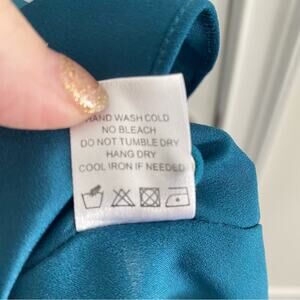 HAND WASH COLD
NO BLEACH
DO NOT TUMBLE DRY
HANG DRY
COOL IRON IF NEEDED